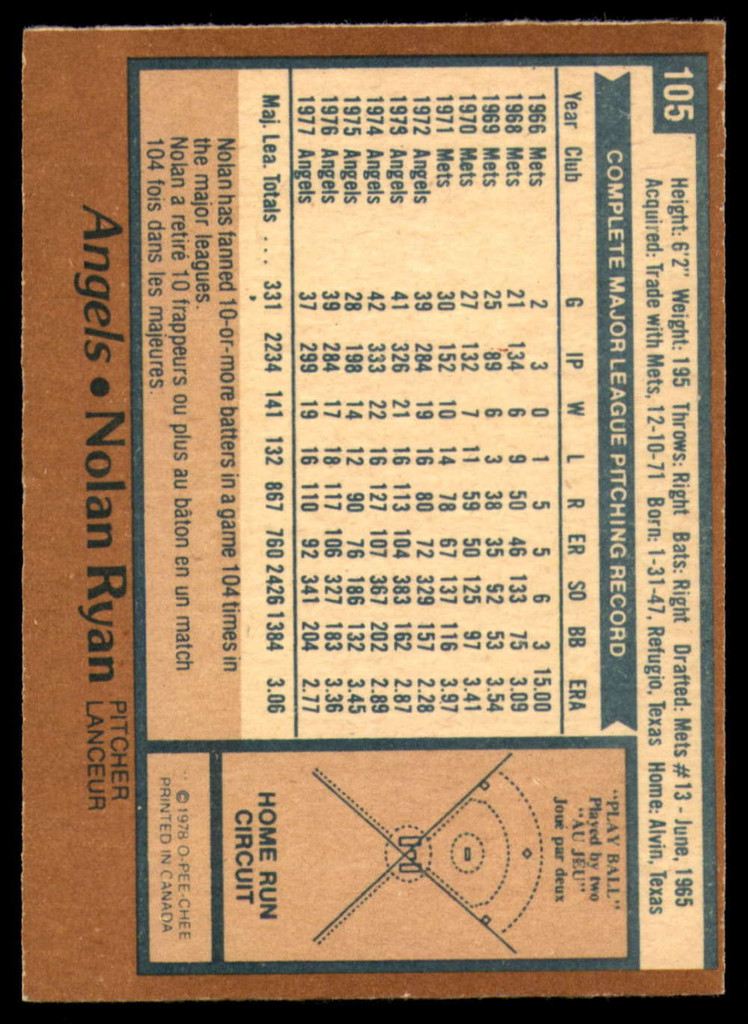 105
Height: 6'2" Weight: 195 Throws: Right Bats: Right Drafted: Mets #13 - June, 1965
Acquired: Trade with Mets, 12-10-71 Born: 1-31-47, Refugio, Texas Home: Alvin, Texas
COMPLETE MAJOR LEAGUE PITCHING RECORD
Year Club G IP W L R ER SO BB ERA
1966 Mets 2 3 0 1 5 5 6 3 15.00
1968 Mets 21 134 6 9 50 46 133 75 3.09
1969 Mets 25 89 6 3 38 35 92 53 3.54
1970 Mets 27 132 7 11 59 50 125 97 3.41
1971 Mets 30 152 10 14 78 67 137 116 3.97
1972 Angels 39 284 19 16 80 72 329 157 2.28
1973 Angels 41 326 21 16 113 104 383 162 2.87
1974 Angels 42 333 22 16 127 107 367 202 2.89
1975 Angels 28 198 14 12 90 76 186 132 3.45
1976 Angels 39 284 17 18 117 106 327 183 3.36
1977 Angels 37 299 19 16 110 92 341 204 2.77
Maj. Lea. Totals ... 331 2234 141 132 867 760 2426 1384 3.06
Nolan has fanned 10-or-more batters in a game 104 times in
the major leagues.
Nolan a retiré 10 frappeurs ou plus au bâton en un match
104 fois dans les majeures.
"PLAY BALL"
Played by two
"AU JEU"
Joué par deux
HOME RUN
CIRCUIT
© 1978 O-PEE-CHEE
PRINTED IN CANADA
Angels • Nolan Ryan
PITCHER
LANCEUR